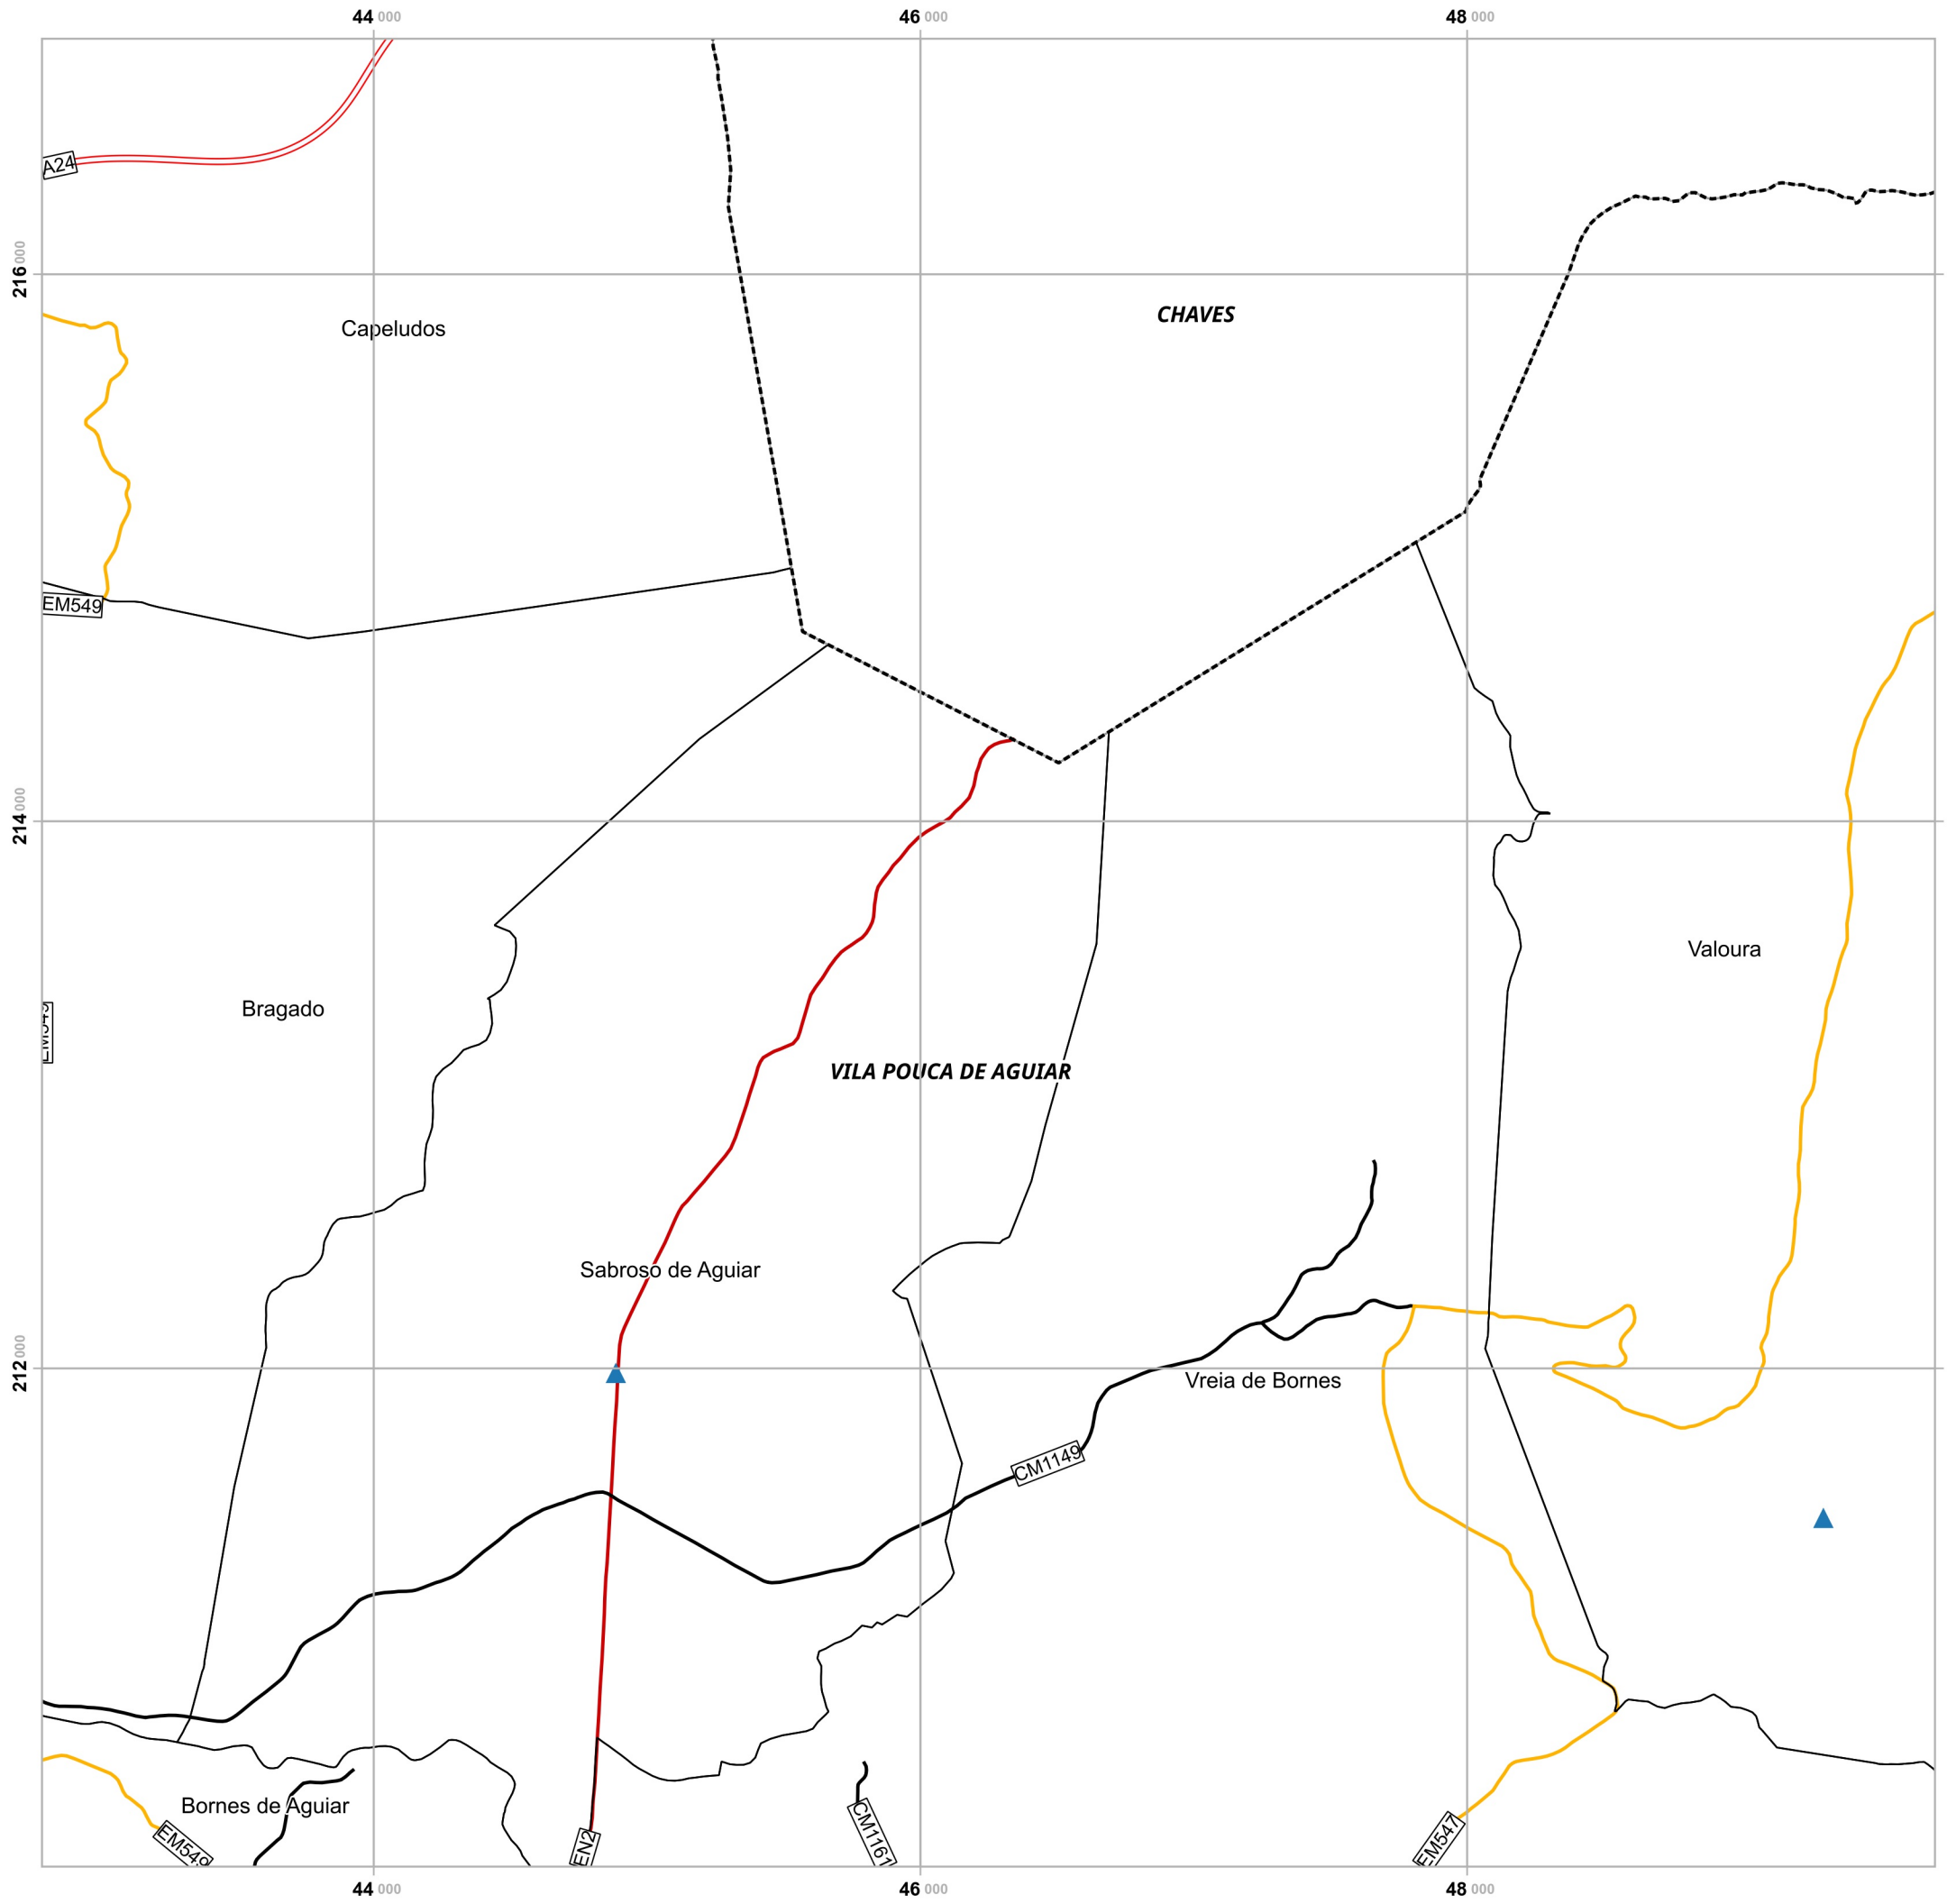 44 000
46 000
48 000
A24
216 000
CHAVES
Capeludos
EM549
214 000
Valoura
Bragado
VILA POUCA DE AGUIAR
Sabroso de Aguiar
212 000
Vreia de Bornes
CM1149
Bornes de Aguiar
EM549
EN2
CM1161
EM547
44 000
46 000
48 000